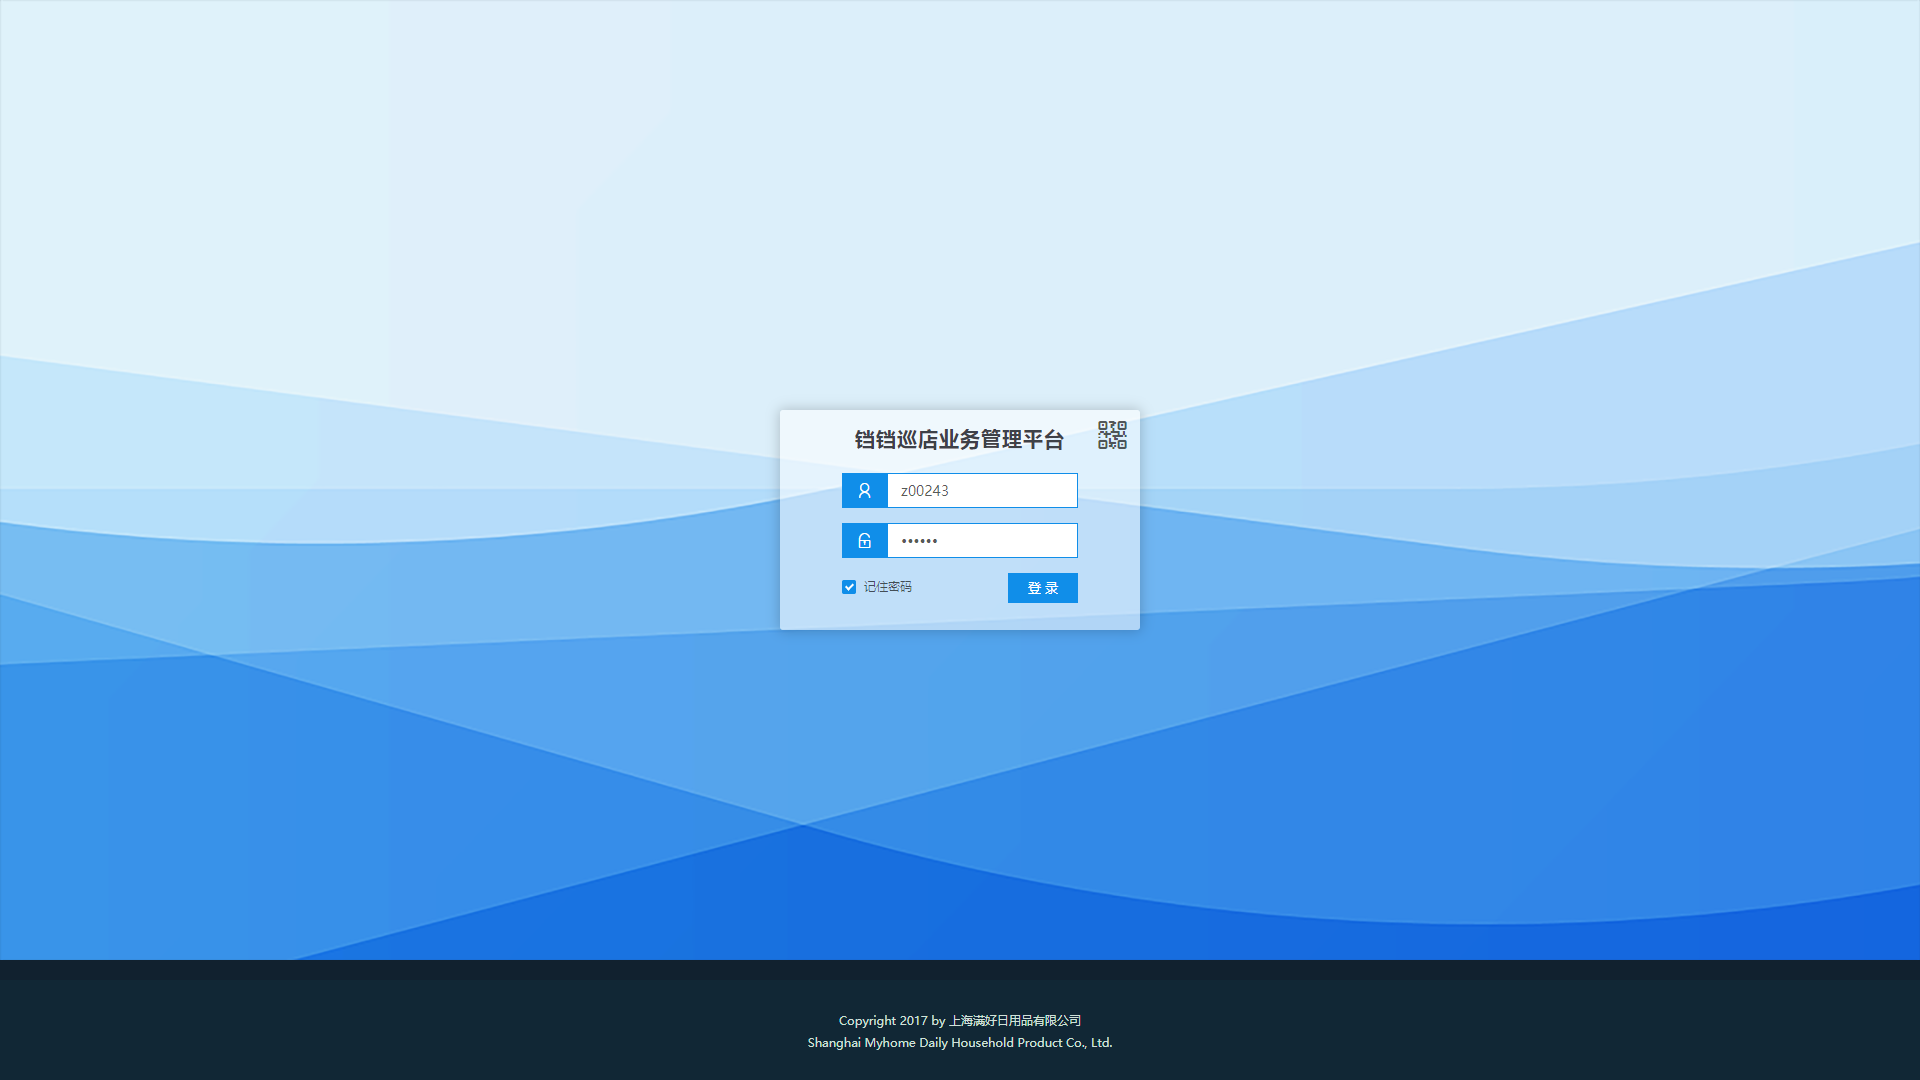 铛铛巡店业务管理平台
z00243
••••••
记住密码
登 录
Copyright 2017 by 上海满好日用品有限公司
Shanghai Myhome Daily Household Product Co., Ltd.